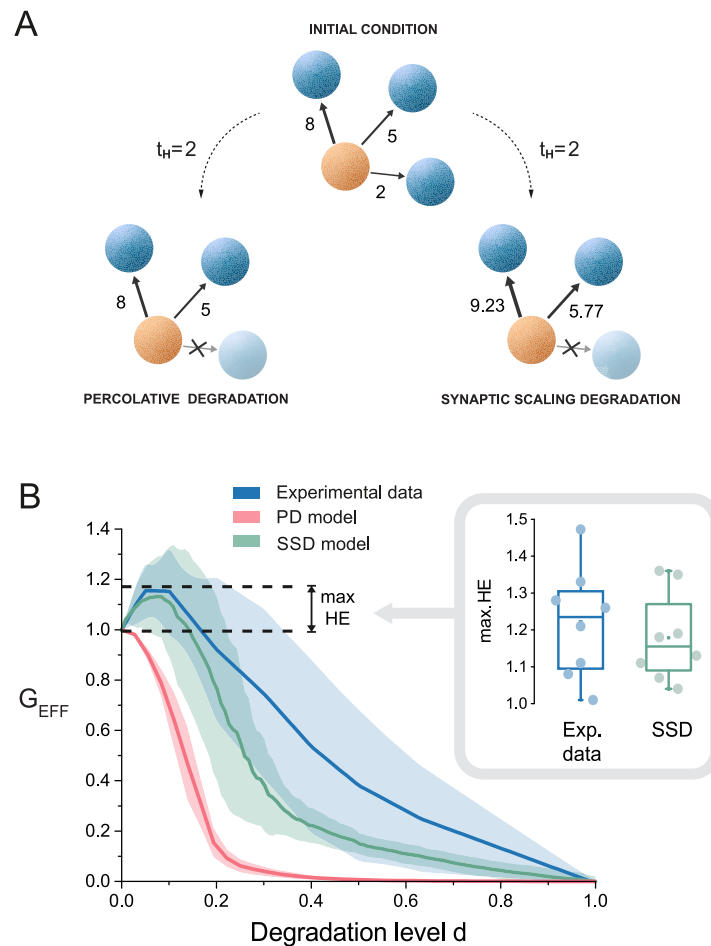 A
INITIAL CONDITION
8
5
2
tH=2
tH=2
8
5
PERCOLATIVE DEGRADATION
9.23
5.77
SYNAPTIC SCALING DEGRADATION
B
Experimental data
PD model
SSD model
1.4
1.2
1.0
0.8
0.6
0.4
0.2
0.0
GEFF
max
HE
0.0
0.2
0.4
0.6
0.8
1.0
Degradation level d
1.5
1.4
1.3
1.2
1.1
1.0
max. HE
Exp.
data
SSD